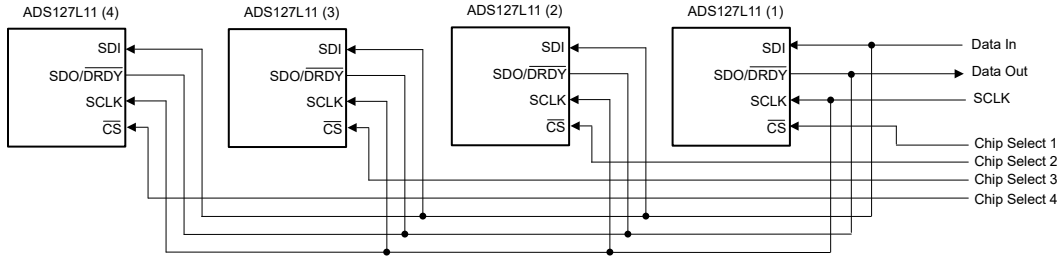 ADS127L11 (4)
ADS127L11 (3)
ADS127L11 (2)
ADS127L11 (1)
SDI
SDO/DRDY
SCLK
CS
SDI
SDO/DRDY
SCLK
CS
SDI
SDO/DRDY
SCLK
CS
SDI
SDO/DRDY
SCLK
CS
Data In
Data Out
SCLK
Chip Select 1
Chip Select 2
Chip Select 3
Chip Select 4